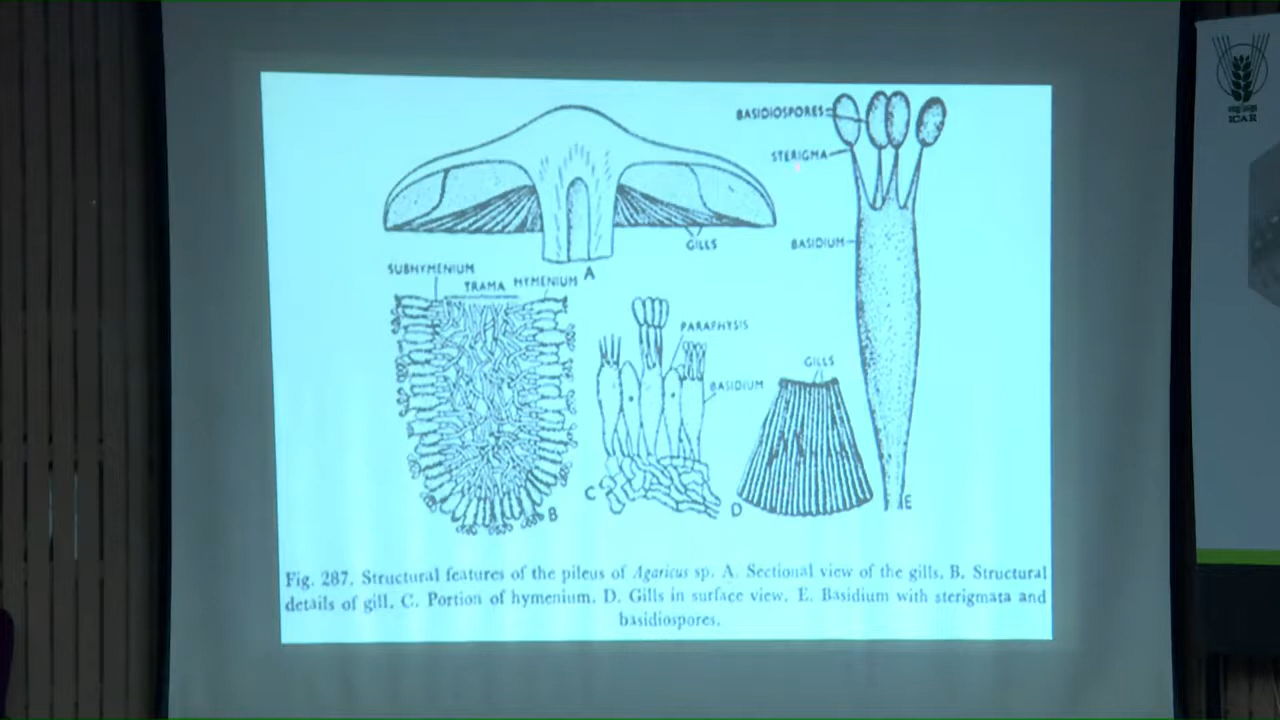 BASIDIOSPORES
STERIGMA
GILLS
BASIDIUM
A
SUBHYMENIUM
TRAMA HYMENIUM
PARAPHYSIS
BASIDIUM
GILLS
B
C
D
E
Fig. 287. Structural features of the pileus of Agaricus sp. A. Sectional view of the gills. B. Structural
details of gill. C. Portion of hymenium. D. Gills in surface view. E. Basidium with sterigmata and
basidiospores.
ICAR